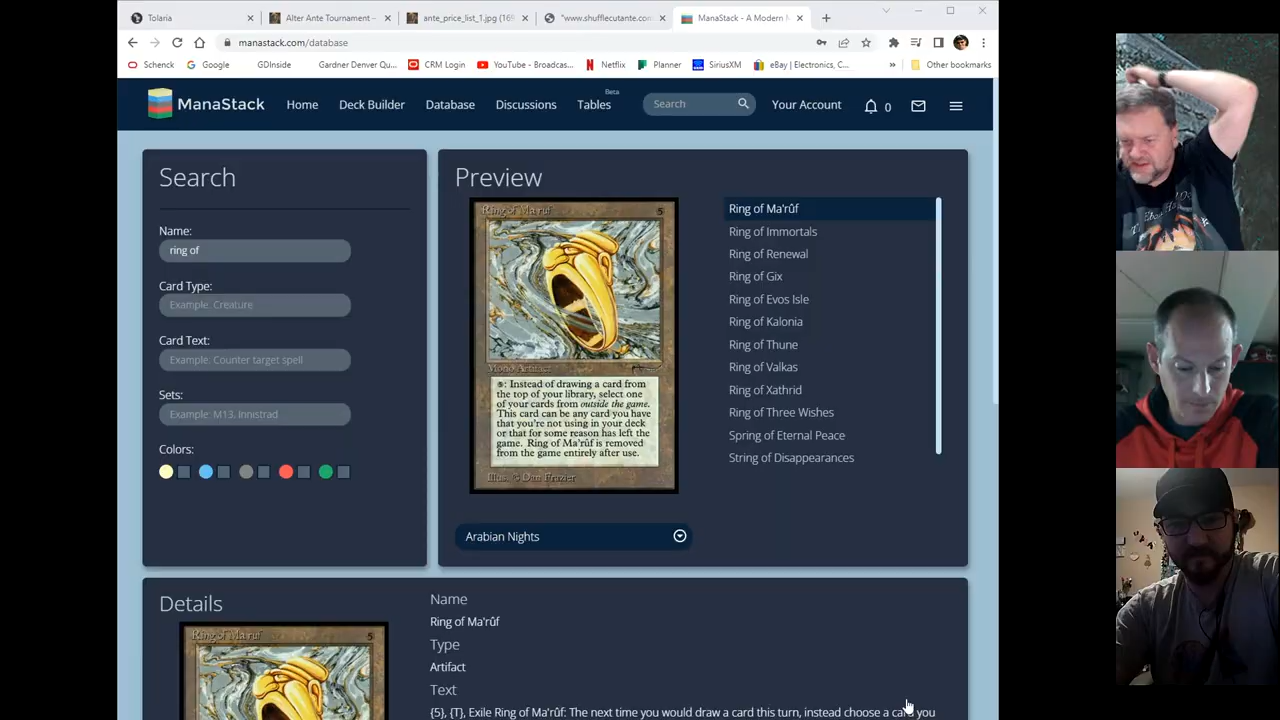 Tolaria
Alter Ante Tournament –
ante_price_list_1.jpg (16
"www.shufflecutante.com
ManaStack - A Modern
manastack.com/database
Schenck
Google
GDInside
Gardner Denver Qu...
CRM Login
YouTube - Broadcas...
Netflix
Planner
SiriusXM
eBay | Electronics, C...
»
Other bookmarks
ManaStack
Home
Deck Builder
Database
Discussions
Tables
Beta
Search
Your Account
0
Search
Name:
ring of
Card Type:
Example: Creature
Card Text:
Example: Counter target spell
Sets:
Example: M13, Innistrad
Colors:
Preview
Ring of Ma'rûf 5
Mono Artifact
5: Instead of drawing a card from
the top of your library, select one
of your cards from outside the game.
This card can be any card you have
that you're not using in your deck
or that for some reason has left the
game. Ring of Ma'rûf is removed
from the game entirely after use.
Illus. © Dan Frazier
Arabian Nights
Ring of Ma'rûf
Ring of Immortals
Ring of Renewal
Ring of Gix
Ring of Evos Isle
Ring of Kalonia
Ring of Thune
Ring of Valkas
Ring of Xathrid
Ring of Three Wishes
Spring of Eternal Peace
String of Disappearances
Details
Ring of Ma'rûf 5
Name
Ring of Ma'rûf
Type
Artifact
Text
{5}, {T}, Exile Ring of Ma'rûf: The next time you would draw a card this turn, instead choose a card you